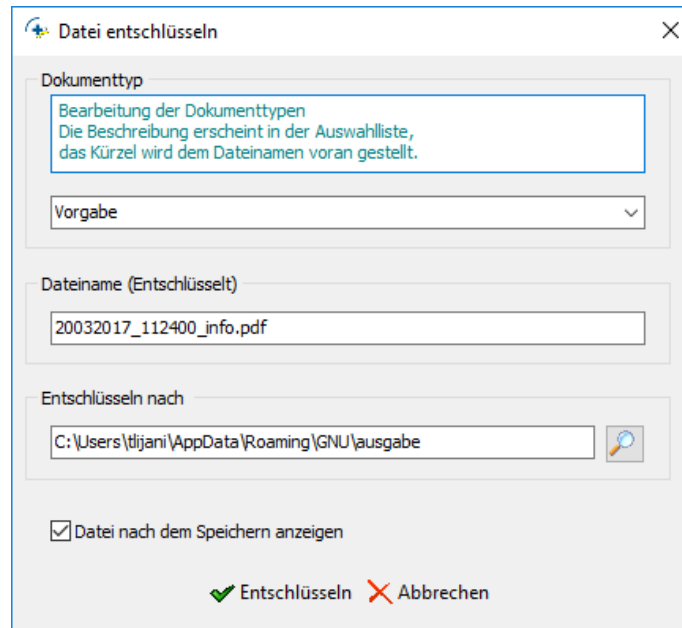 Datei entschlüsseln
Dokumenttyp
Bearbeitung der Dokumenttypen
Die Beschreibung erscheint in der Auswahlliste,
das Kürzel wird dem Dateinamen voran gestellt.
Vorgabe
Dateiname (Entschlüsselt)
20032017_112400_info.pdf
Entschlüsseln nach
C:\Users\tlijani\AppData\Roaming\GNU\ausgabe
Datei nach dem Speichern anzeigen
Entschlüsseln Abbrechen